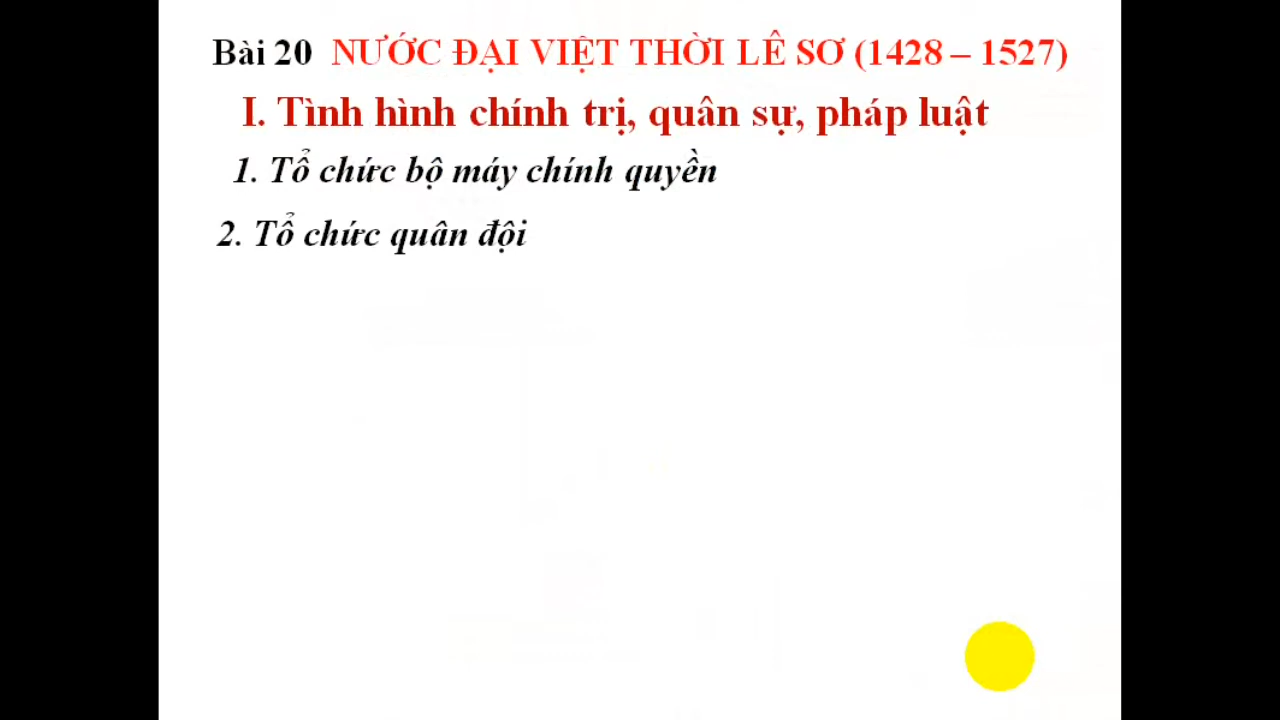 Bài 20 NƯỚC ĐẠI VIỆT THỜI LÊ SƠ (1428 – 1527)
I. Tình hình chính trị, quân sự, pháp luật
1. Tổ chức bộ máy chính quyền
2. Tổ chức quân đội